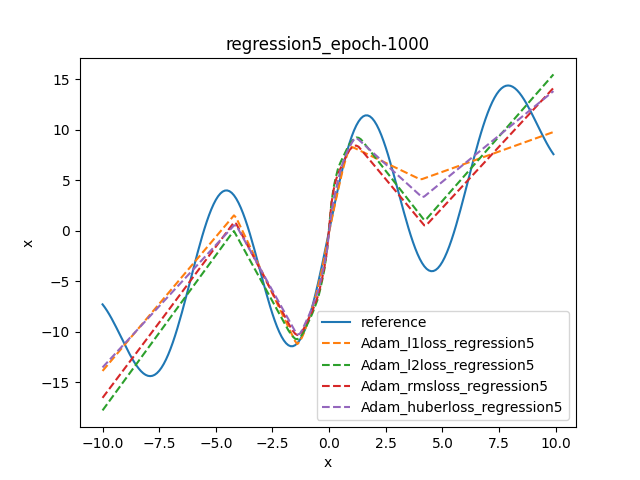 regression5_epoch-1000
x
15
10
5
0
−5
−10
−15
reference
Adam_l1loss_regression5
Adam_l2loss_regression5
Adam_rmsloss_regression5
Adam_huberloss_regression5
−10.0 −7.5 −5.0 −2.5 0.0 2.5 5.0 7.5 10.0
x